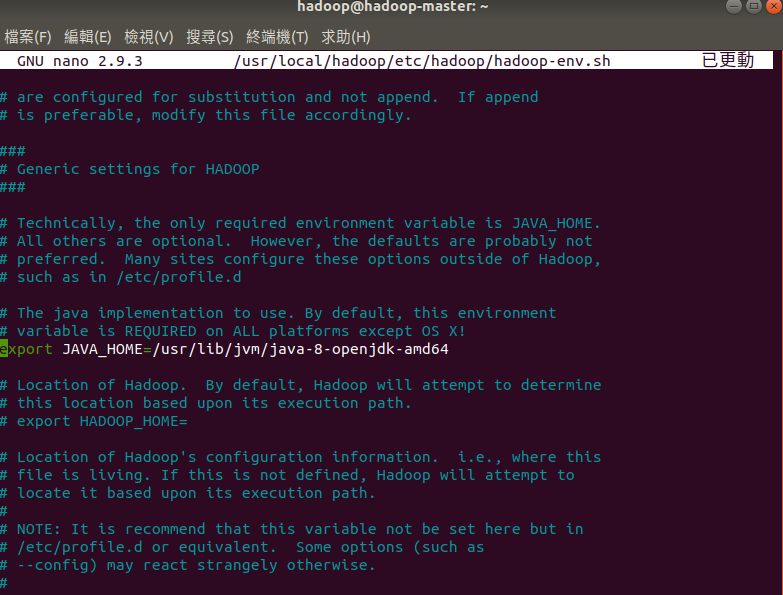 hadoop@hadoop-master: ~
檔案(F) 編輯(E) 檢視(V) 搜尋(S) 終端機(T) 求助(H)
GNU nano 2.9.3 /usr/local/hadoop/etc/hadoop/hadoop-env.sh 已更動
# are configured for substitution and not append.  If append
# is preferable, modify this file accordingly.
###
# Generic settings for HADOOP
###
# Technically, the only required environment variable is JAVA_HOME.
# All others are optional.  However, the defaults are probably not
# preferred.  Many sites configure these options outside of Hadoop,
# such as in /etc/profile.d
# The java implementation to use. By default, this environment
# variable is REQUIRED on ALL platforms except OS X!
export JAVA_HOME=/usr/lib/jvm/java-8-openjdk-amd64
# Location of Hadoop.  By default, Hadoop will attempt to determine
# this location based upon its execution path.
# export HADOOP_HOME=
# Location of Hadoop's configuration information.  i.e., where this
# file is living. If this is not defined, Hadoop will attempt to
# locate it based upon its execution path.
#
# NOTE: It is recommend that this variable not be set here but in
# /etc/profile.d or equivalent.  Some options (such as
# --config) may react strangely otherwise.
#